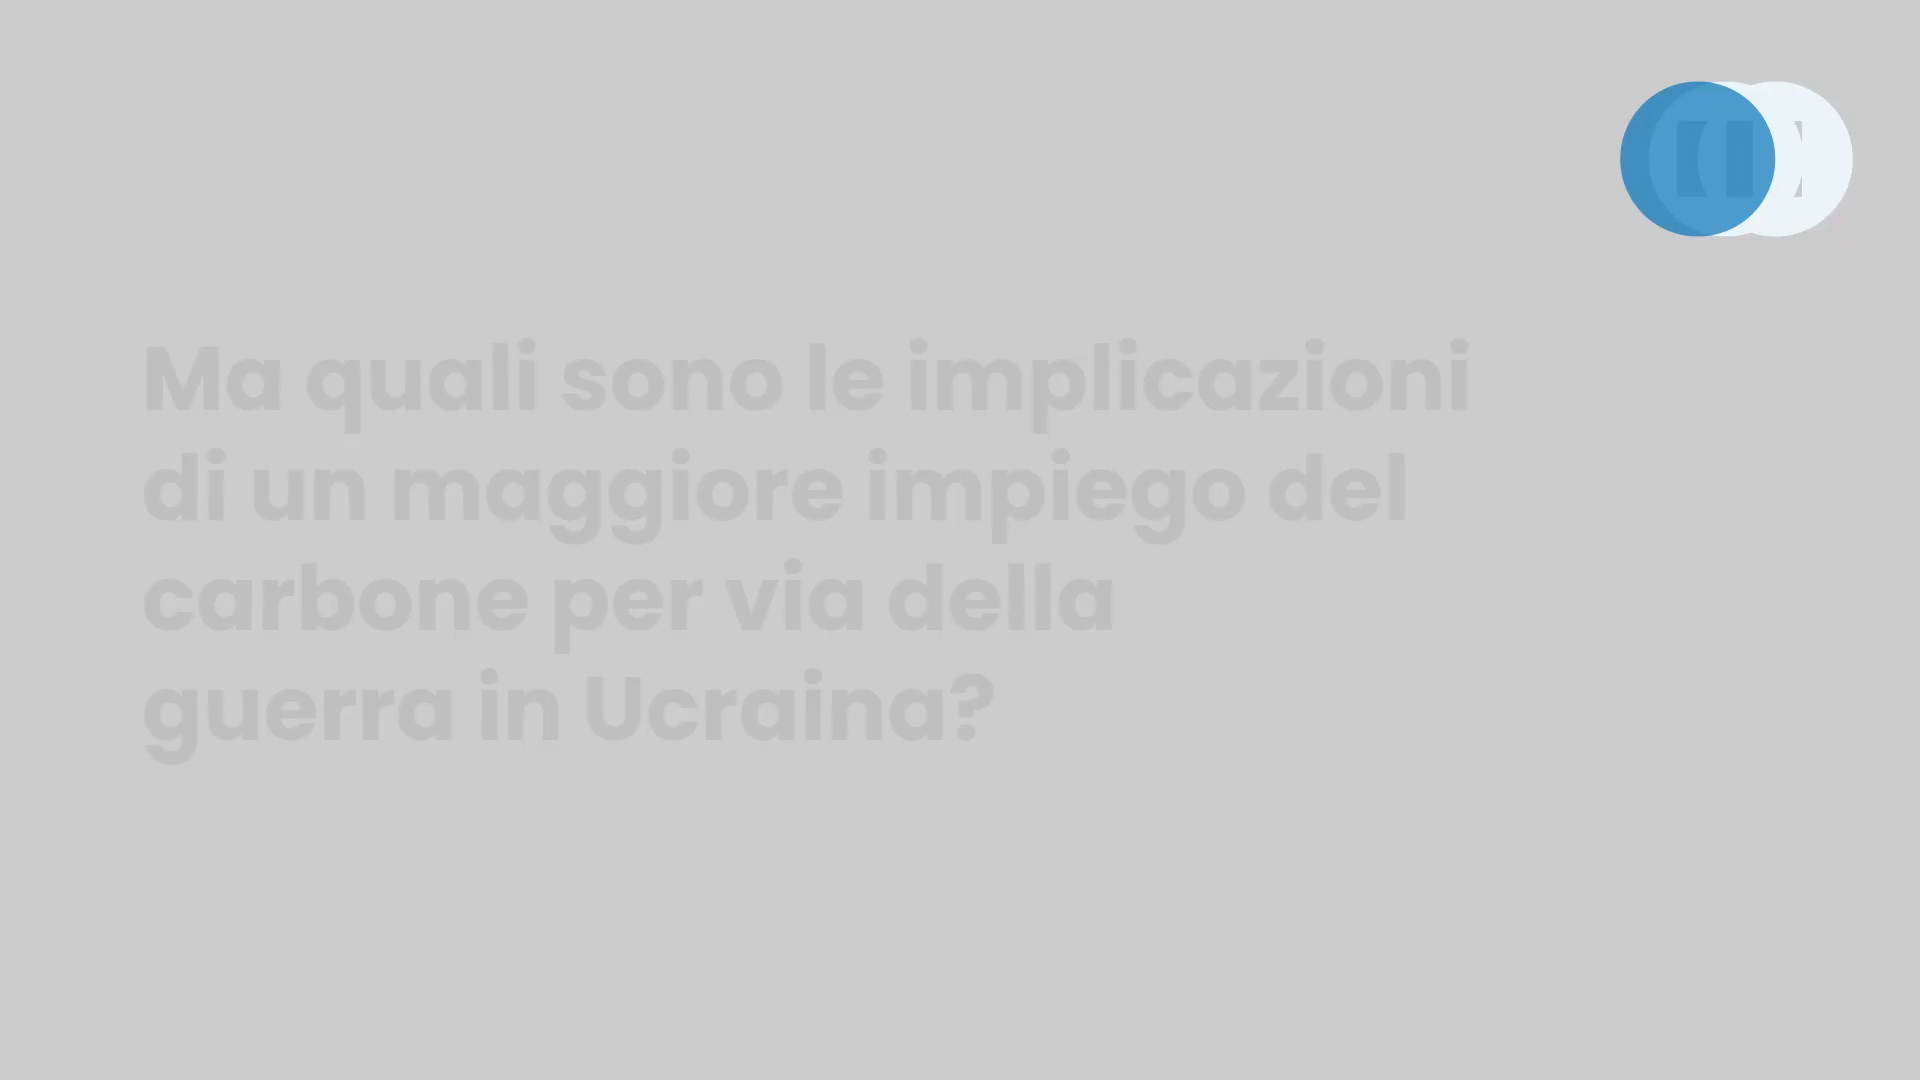 Ma quali sono le implicazioni
di un maggiore impiego del
carbone per via della
guerra in Ucraina?